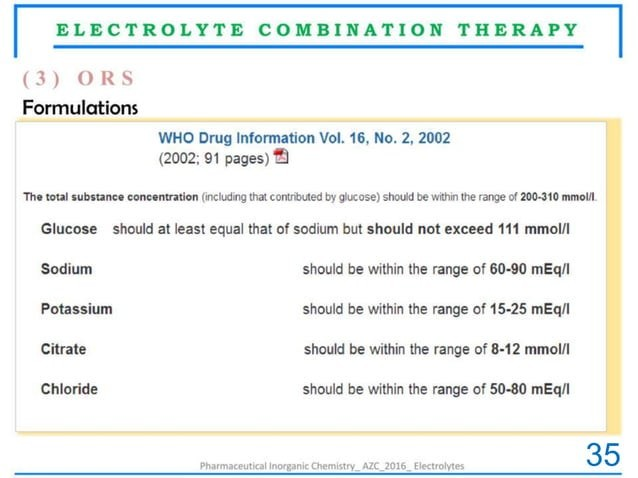 ELECTROLYTE COMBINATION THERAPY
(3) ORS
Formulations
WHO Drug Information Vol. 16, No. 2, 2002
(2002; 91 pages)
The total substance concentration (including that contributed by glucose) should be within the range of 200-310 mmol/l.
Glucose should at least equal that of sodium but should not exceed 111 mmol/l
Sodium should be within the range of 60-90 mEq/l
Potassium should be within the range of 15-25 mEq/l
Citrate should be within the range of 8-12 mmol/l
Chloride should be within the range of 50-80 mEq/l
Pharmaceutical Inorganic Chemistry_ AZC_2016_ Electrolytes
35